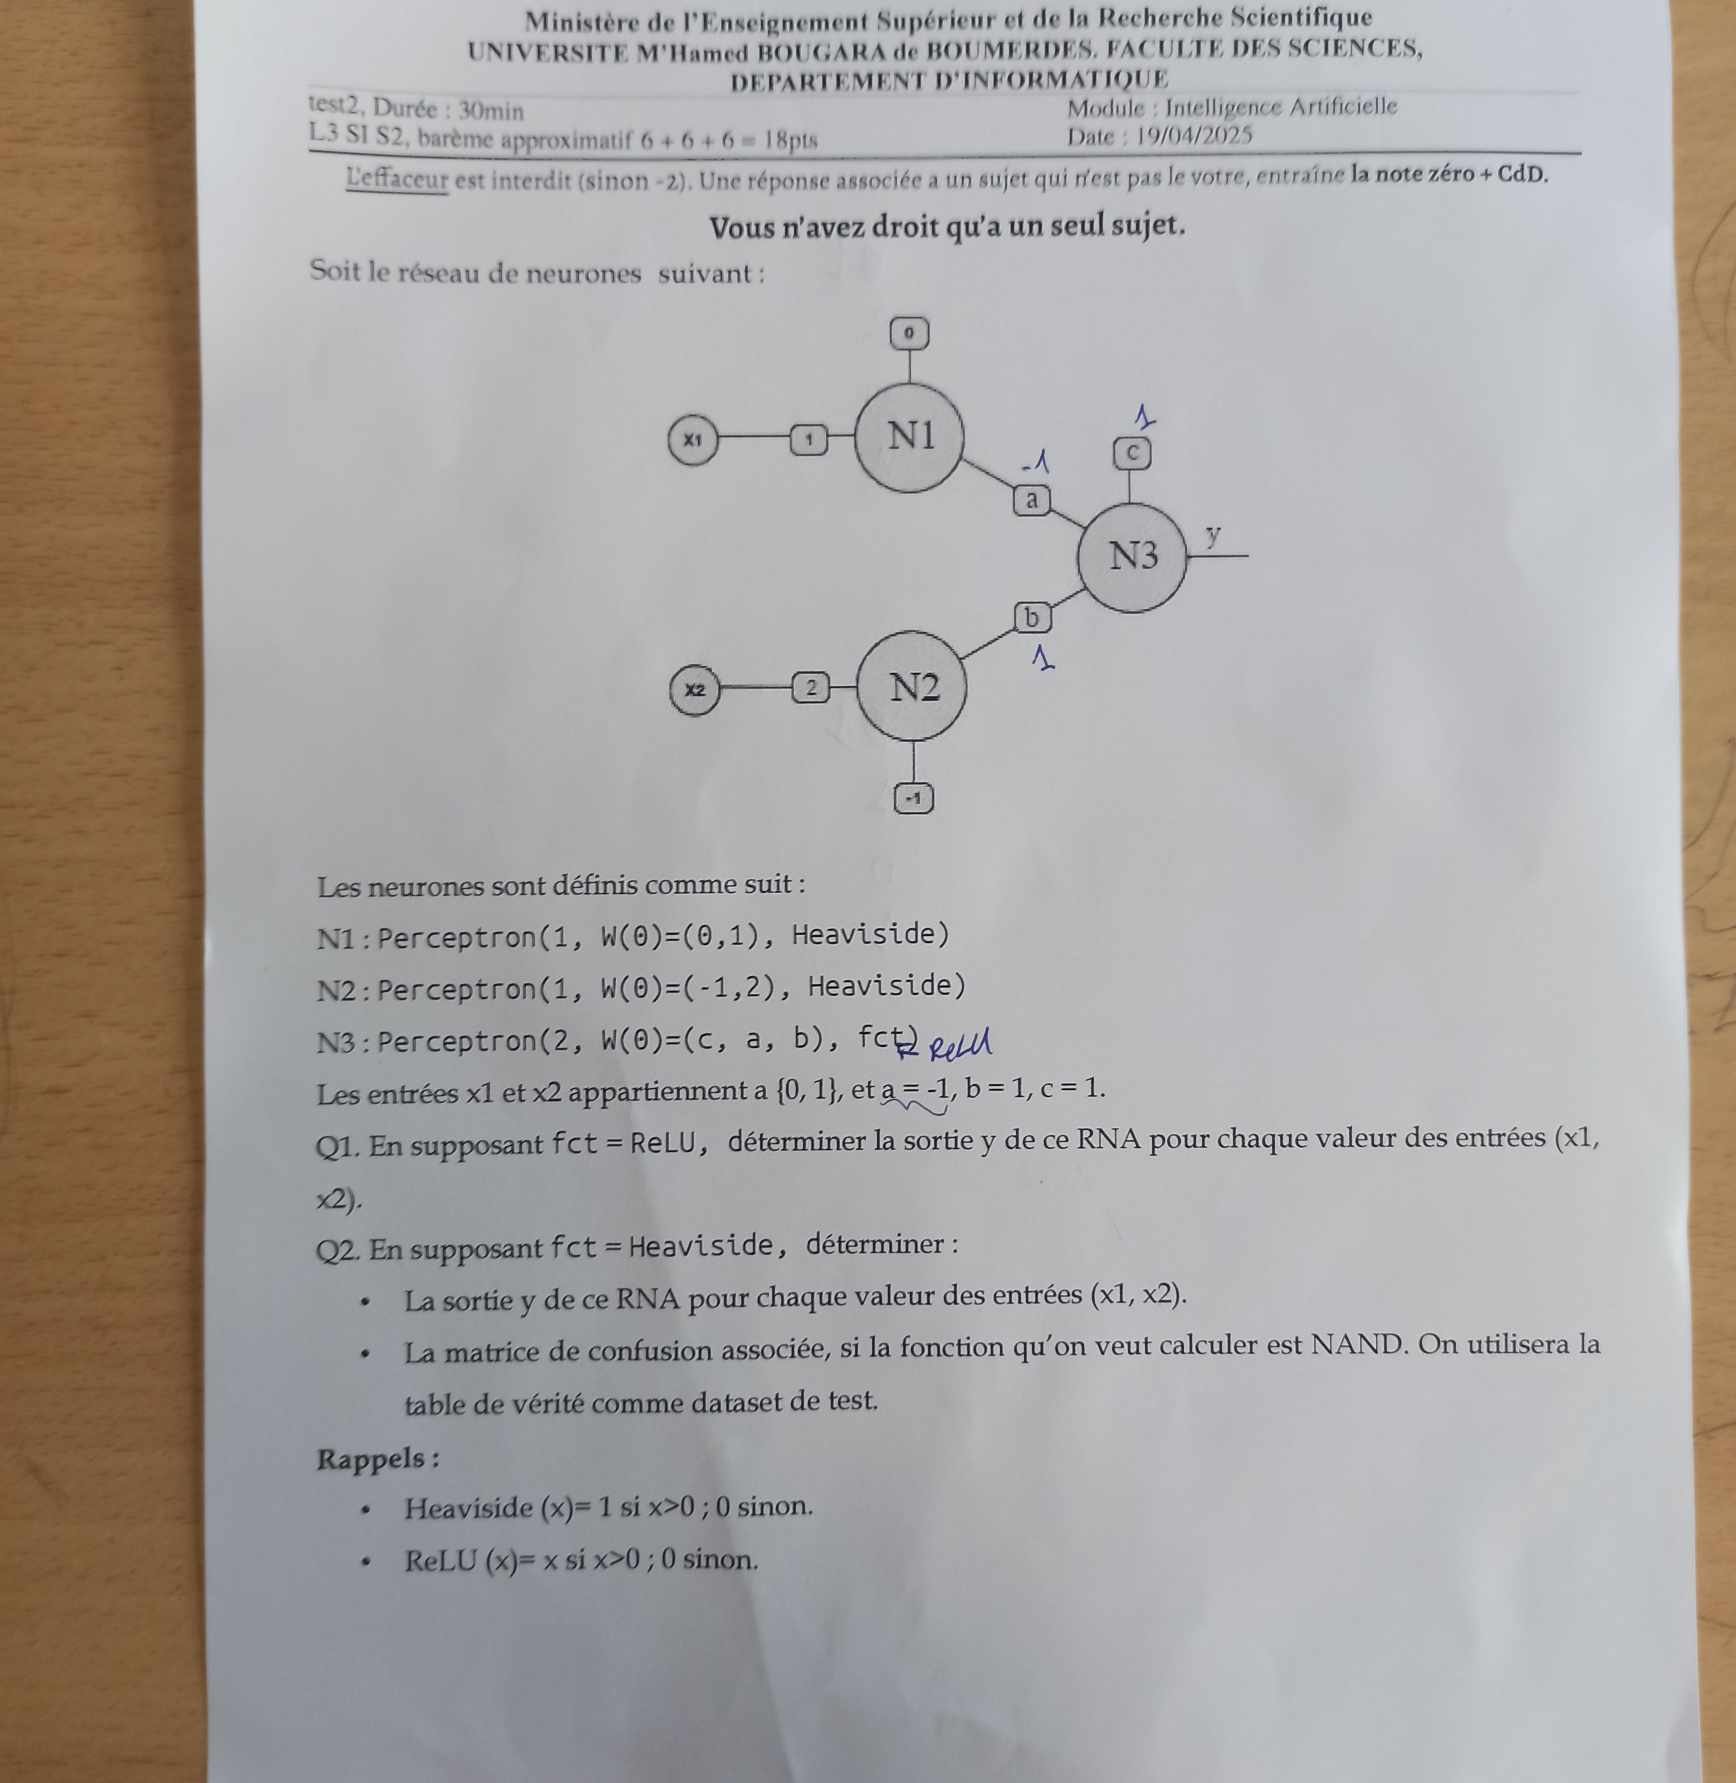 Ministère de l'Enseignement Supérieur et de la Recherche Scientifique
UNIVERSITE M'Hamed BOUGARA de BOUMERDES. FACULTE DES SCIENCES,
DEPARTEMENT D'INFORMATIQUE
test2, Durée : 30min
Module : Intelligence Artificielle
L3 SI S2, barème approximatif 6 + 6 + 6 = 18pts
Date : 19/04/2025
L'effaceur est interdit (sinon -2). Une réponse associée a un sujet qui n'est pas le votre, entraîne la note zéro + CdD.
Vous n'avez droit qu'a un seul sujet.
Soit le réseau de neurones suivant :
0
1
x1
1
N1
-1
c
a
N3
y
b
1
x2
2
N2
-1
Les neurones sont définis comme suit :
N1 : Perceptron(1, W(0)=(0,1), Heaviside)
N2 : Perceptron(1, W(0)=(-1,2), Heaviside)
N3 : Perceptron(2, W(0)=(c, a, b), fct) ReLU
Les entrées x1 et x2 appartiennent a {0, 1}, et a = -1, b = 1, c = 1.
Q1. En supposant fct = ReLU, déterminer la sortie y de ce RNA pour chaque valeur des entrées (x1,
x2).
Q2. En supposant fct = Heaviside, déterminer :
• La sortie y de ce RNA pour chaque valeur des entrées (x1, x2).
• La matrice de confusion associée, si la fonction qu'on veut calculer est NAND. On utilisera la
table de vérité comme dataset de test.
Rappels :
• Heaviside (x)= 1 si x>0 ; 0 sinon.
• ReLU (x)= x si x>0 ; 0 sinon.